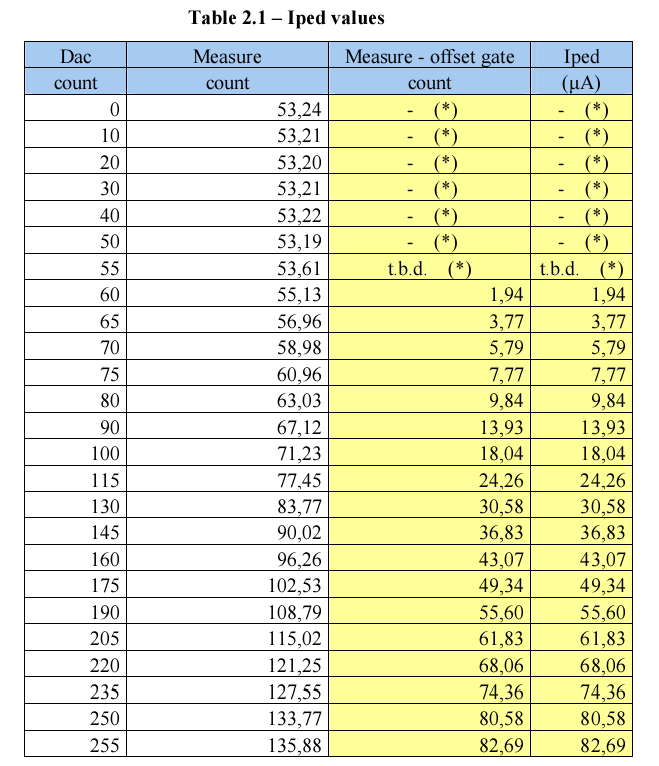 Table 2.1 – Iped values
Dac Measure Measure - offset gate Iped
count count count (µA)
0 53,24 - (*) - (*)
10 53,21 - (*) - (*)
20 53,20 - (*) - (*)
30 53,21 - (*) - (*)
40 53,22 - (*) - (*)
50 53,19 - (*) - (*)
55 53,61 t.b.d. (*) t.b.d. (*)
60 55,13 1,94 1,94
65 56,96 3,77 3,77
70 58,98 5,79 5,79
75 60,96 7,77 7,77
80 63,03 9,84 9,84
90 67,12 13,93 13,93
100 71,23 18,04 18,04
115 77,45 24,26 24,26
130 83,77 30,58 30,58
145 90,02 36,83 36,83
160 96,26 43,07 43,07
175 102,53 49,34 49,34
190 108,79 55,60 55,60
205 115,02 61,83 61,83
220 121,25 68,06 68,06
235 127,55 74,36 74,36
250 133,77 80,58 80,58
255 135,88 82,69 82,69